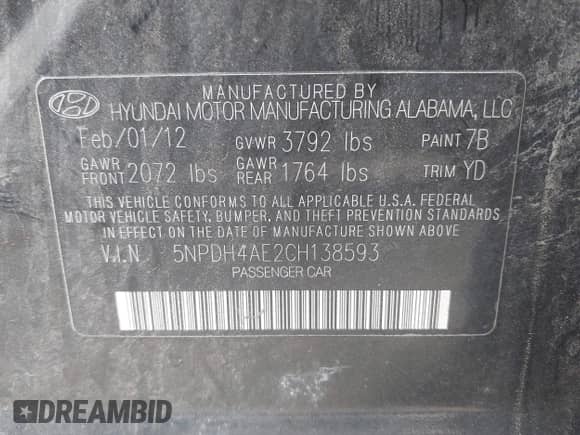 MANUFACTURED BY
HYUNDAI MOTOR MANUFACTURING ALABAMA, LLC
Feb/01/12 GVWR 3792 lbs PAINT 7B
GAWR FRONT 2072 lbs GAWR REAR 1764 lbs TRIM YD
THIS VEHICLE CONFORMS TO ALL APPLICABLE U.S.A. FEDERAL
MOTOR VEHICLE SAFETY, BUMPER, AND THEFT PREVENTION STANDARDS
IN EFFECT ON THE DATE OF MANUFACTURE SHOWN ABOVE
V.I.N 5NPDH4AE2CH138593
PASSENGER CAR
DREAMBID